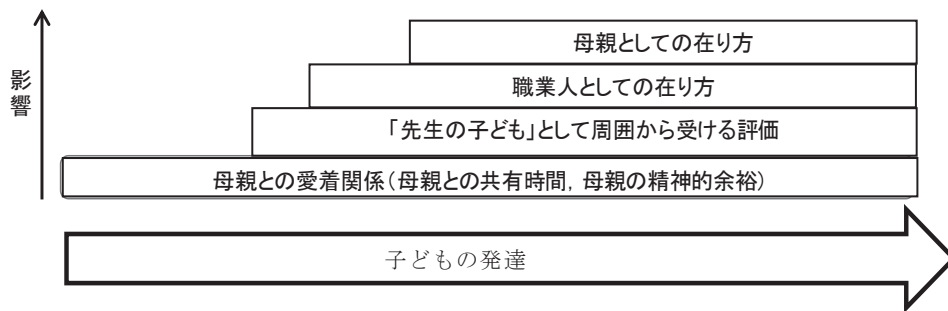 影響
母親としての在り方
職業人としての在り方
「先生の子ども」として周囲から受ける評価
母親との愛着関係(母親との共有時間,母親の精神的余裕)
子どもの発達